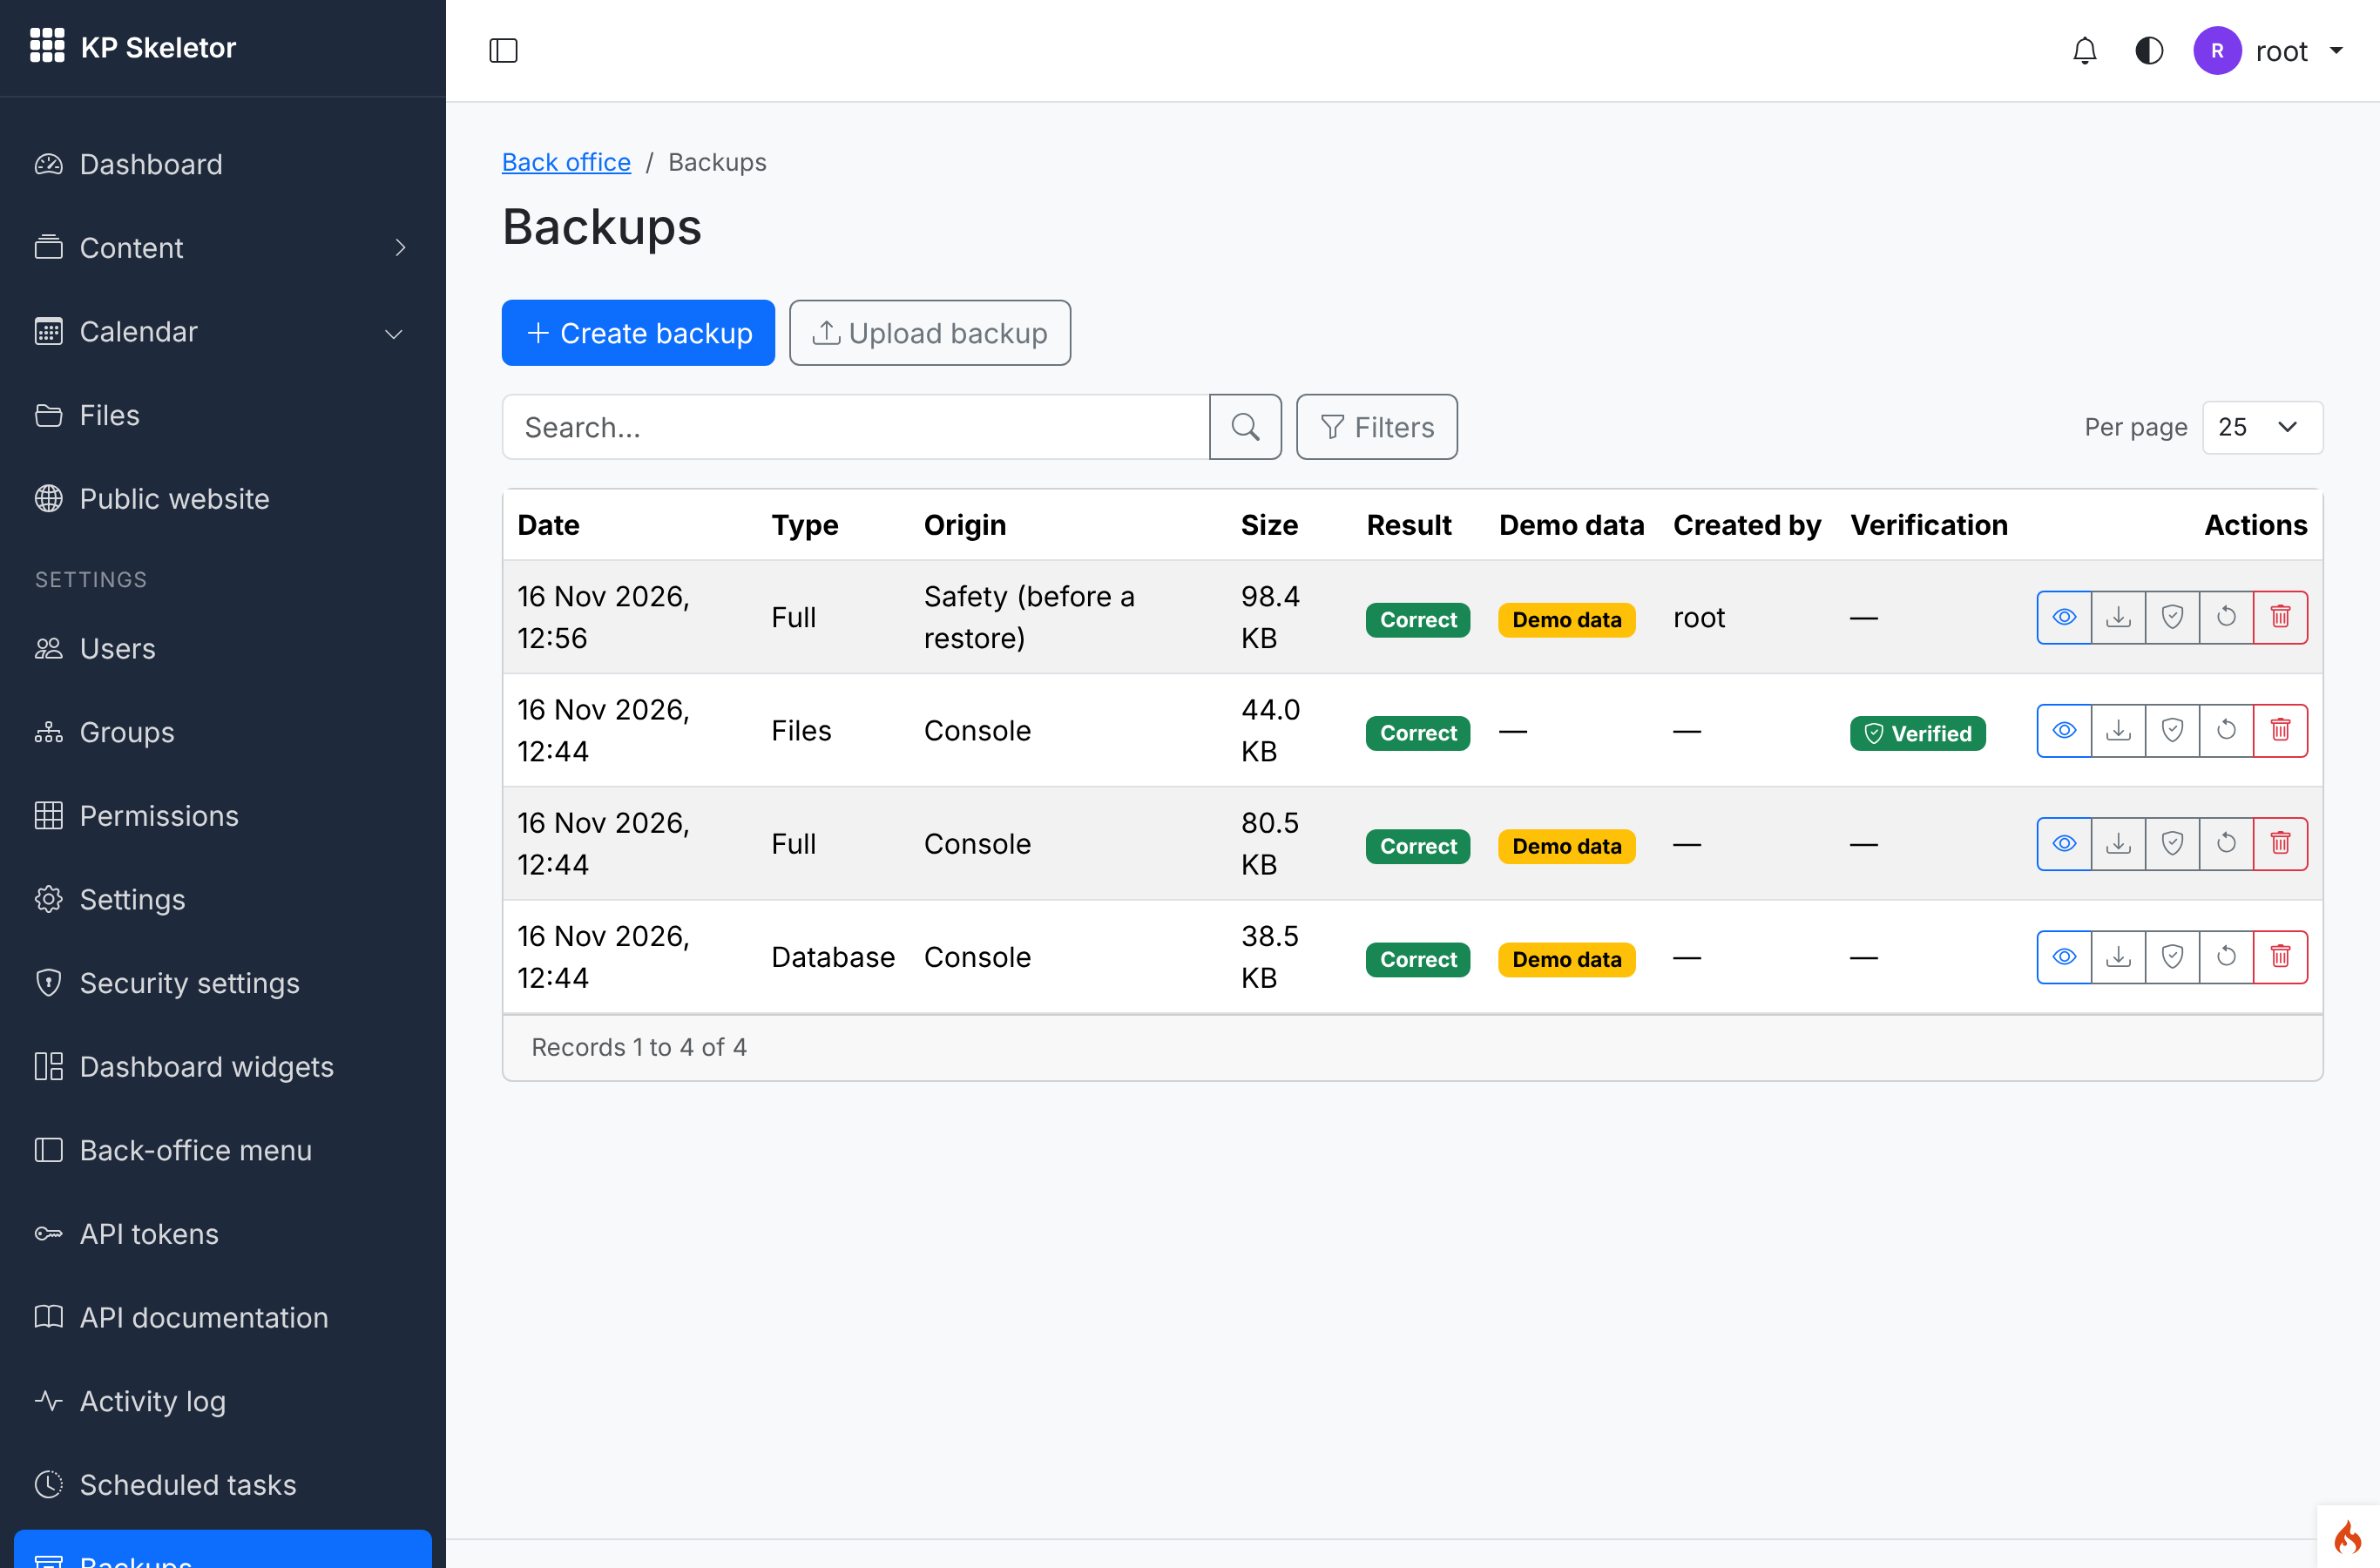 KP Skeletor
R
root
Dashboard
Content
Calendar
Files
Public website
SETTINGS
Users
Groups
Permissions
Settings
Security settings
Dashboard widgets
Back-office menu
API tokens
API documentation
Activity log
Scheduled tasks
Backups
Back office / Backups
Backups
Create backup
Upload backup
Search...
Filters
Per page 25
Date Type Origin Size Result Demo data Created by Verification Actions
16 Nov 2026, 12:56 Full Safety (before a restore) 98.4 KB Correct Demo data root —
16 Nov 2026, 12:44 Files Console 44.0 KB Correct — — Verified
16 Nov 2026, 12:44 Full Console 80.5 KB Correct Demo data — —
16 Nov 2026, 12:44 Database Console 38.5 KB Correct Demo data — —
Records 1 to 4 of 4